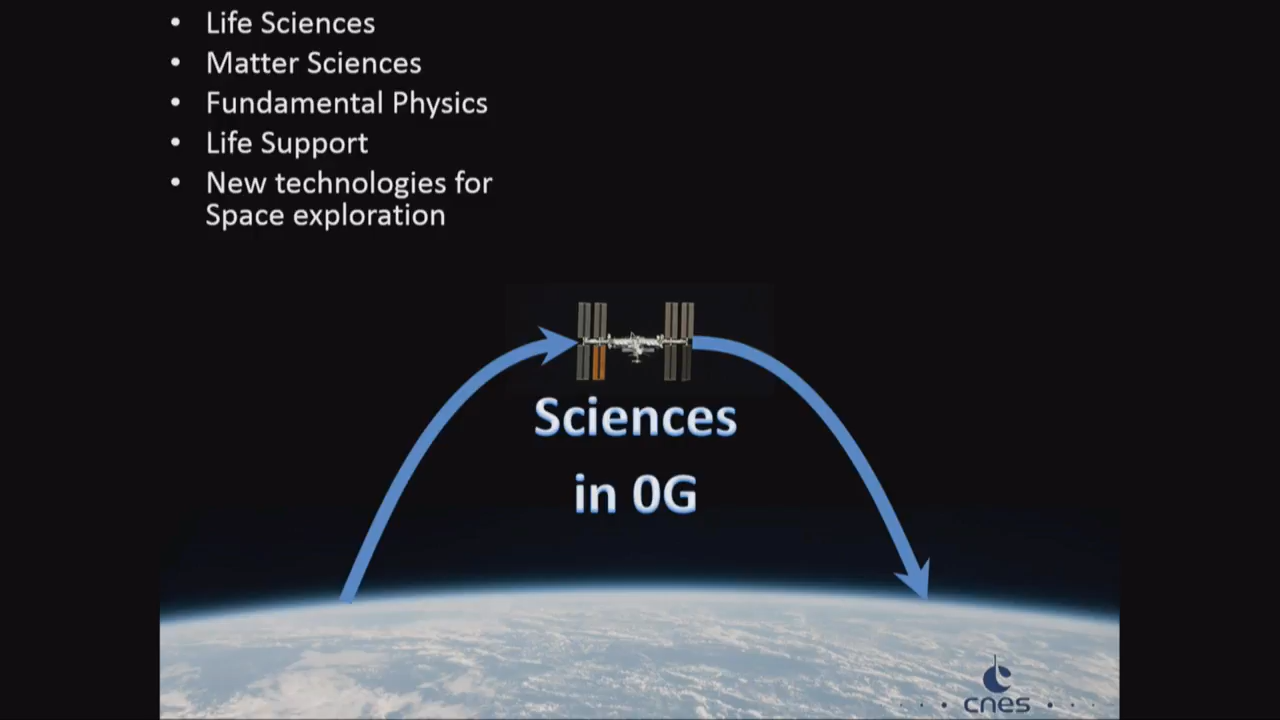 • Life Sciences
• Matter Sciences
• Fundamental Physics
• Life Support
• New technologies for
Space exploration
Sciences
in 0G
cnes